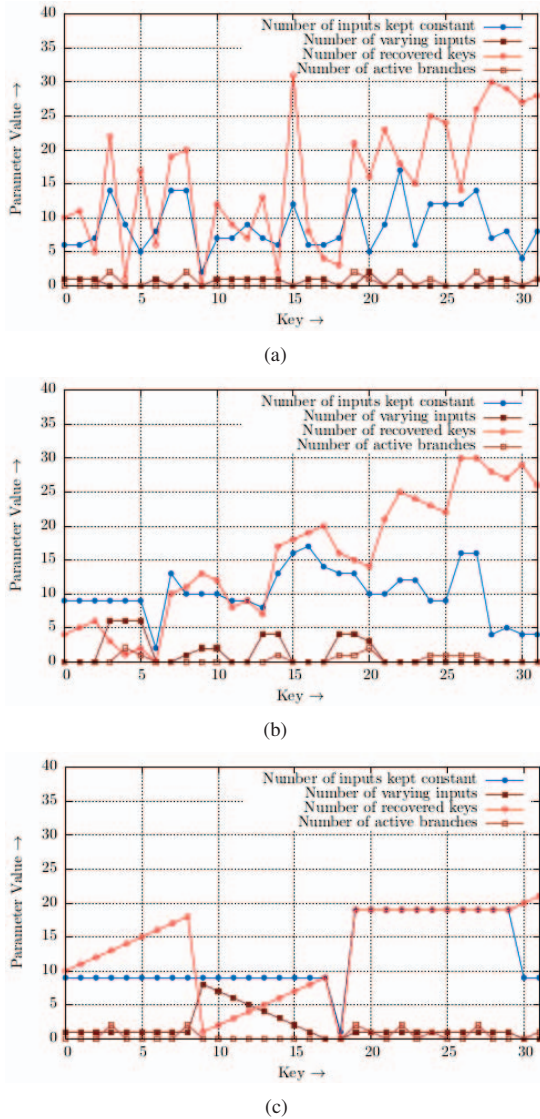 40
35
30
25
20
15
10
5
0
Parameter Value →
Number of inputs kept constant
Number of varying inputs
Number of recovered keys
Number of active branches
0 5 10 15 20 25 30
Key →
(a)
40
35
30
25
20
15
10
5
0
Parameter Value →
Number of inputs kept constant
Number of varying inputs
Number of recovered keys
Number of active branches
0 5 10 15 20 25 30
Key →
(b)
40
35
30
25
20
15
10
5
0
Parameter Value →
Number of inputs kept constant
Number of varying inputs
Number of recovered keys
Number of active branches
0 5 10 15 20 25 30
Key →
(c)